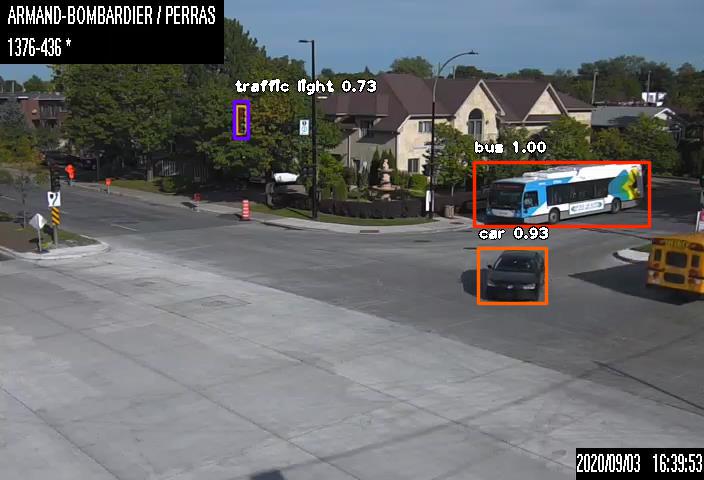 ARMAND-BOMBARDIER / PERRAS
1376-436 *
traffic light 0.73
bus 1.00
car 0.93
2020/09/03 16:39:53